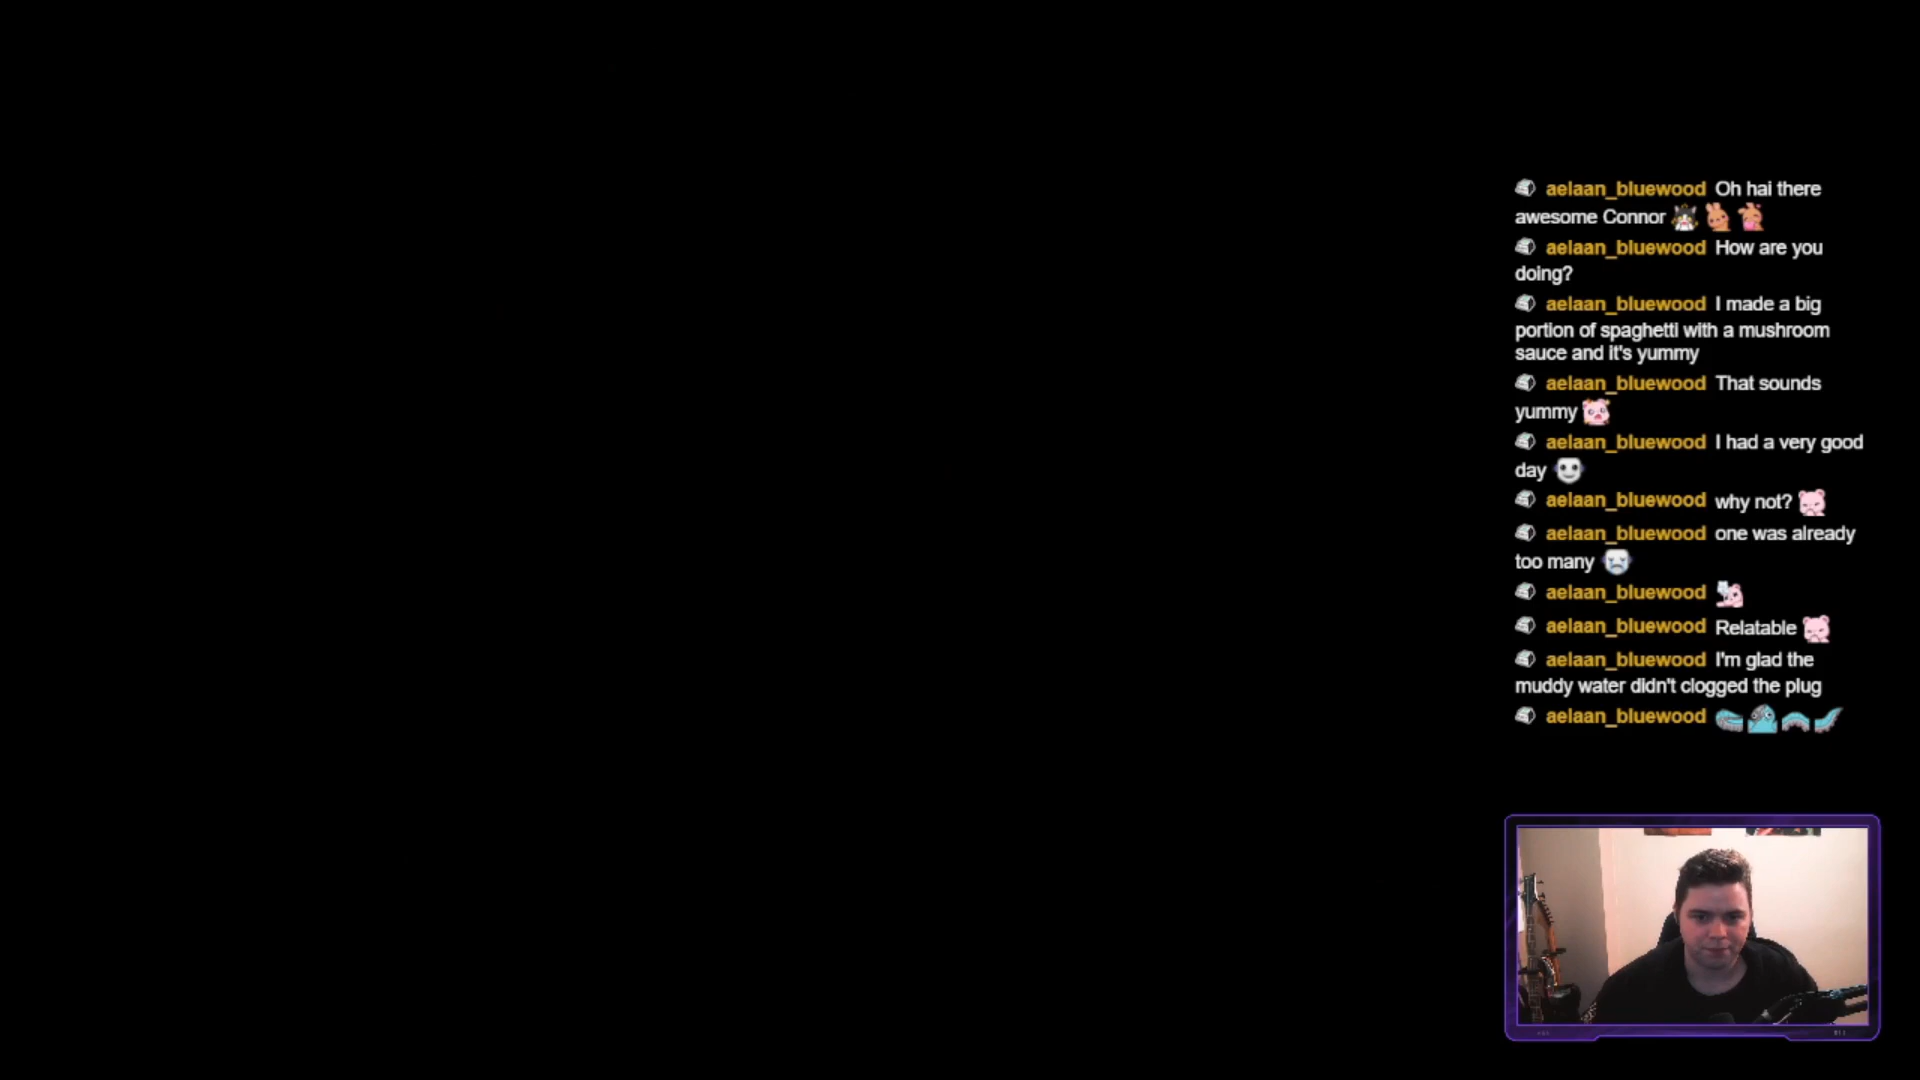 aelaan_bluewood Oh hai there
awesome Connor
aelaan_bluewood How are you
doing?
aelaan_bluewood I made a big
portion of spaghetti with a mushroom
sauce and it's yummy
aelaan_bluewood That sounds
yummy
aelaan_bluewood I had a very good
day
aelaan_bluewood why not?
aelaan_bluewood one was already
too many
aelaan_bluewood
aelaan_bluewood Relatable
aelaan_bluewood I'm glad the
muddy water didn't clogged the plug
aelaan_bluewood